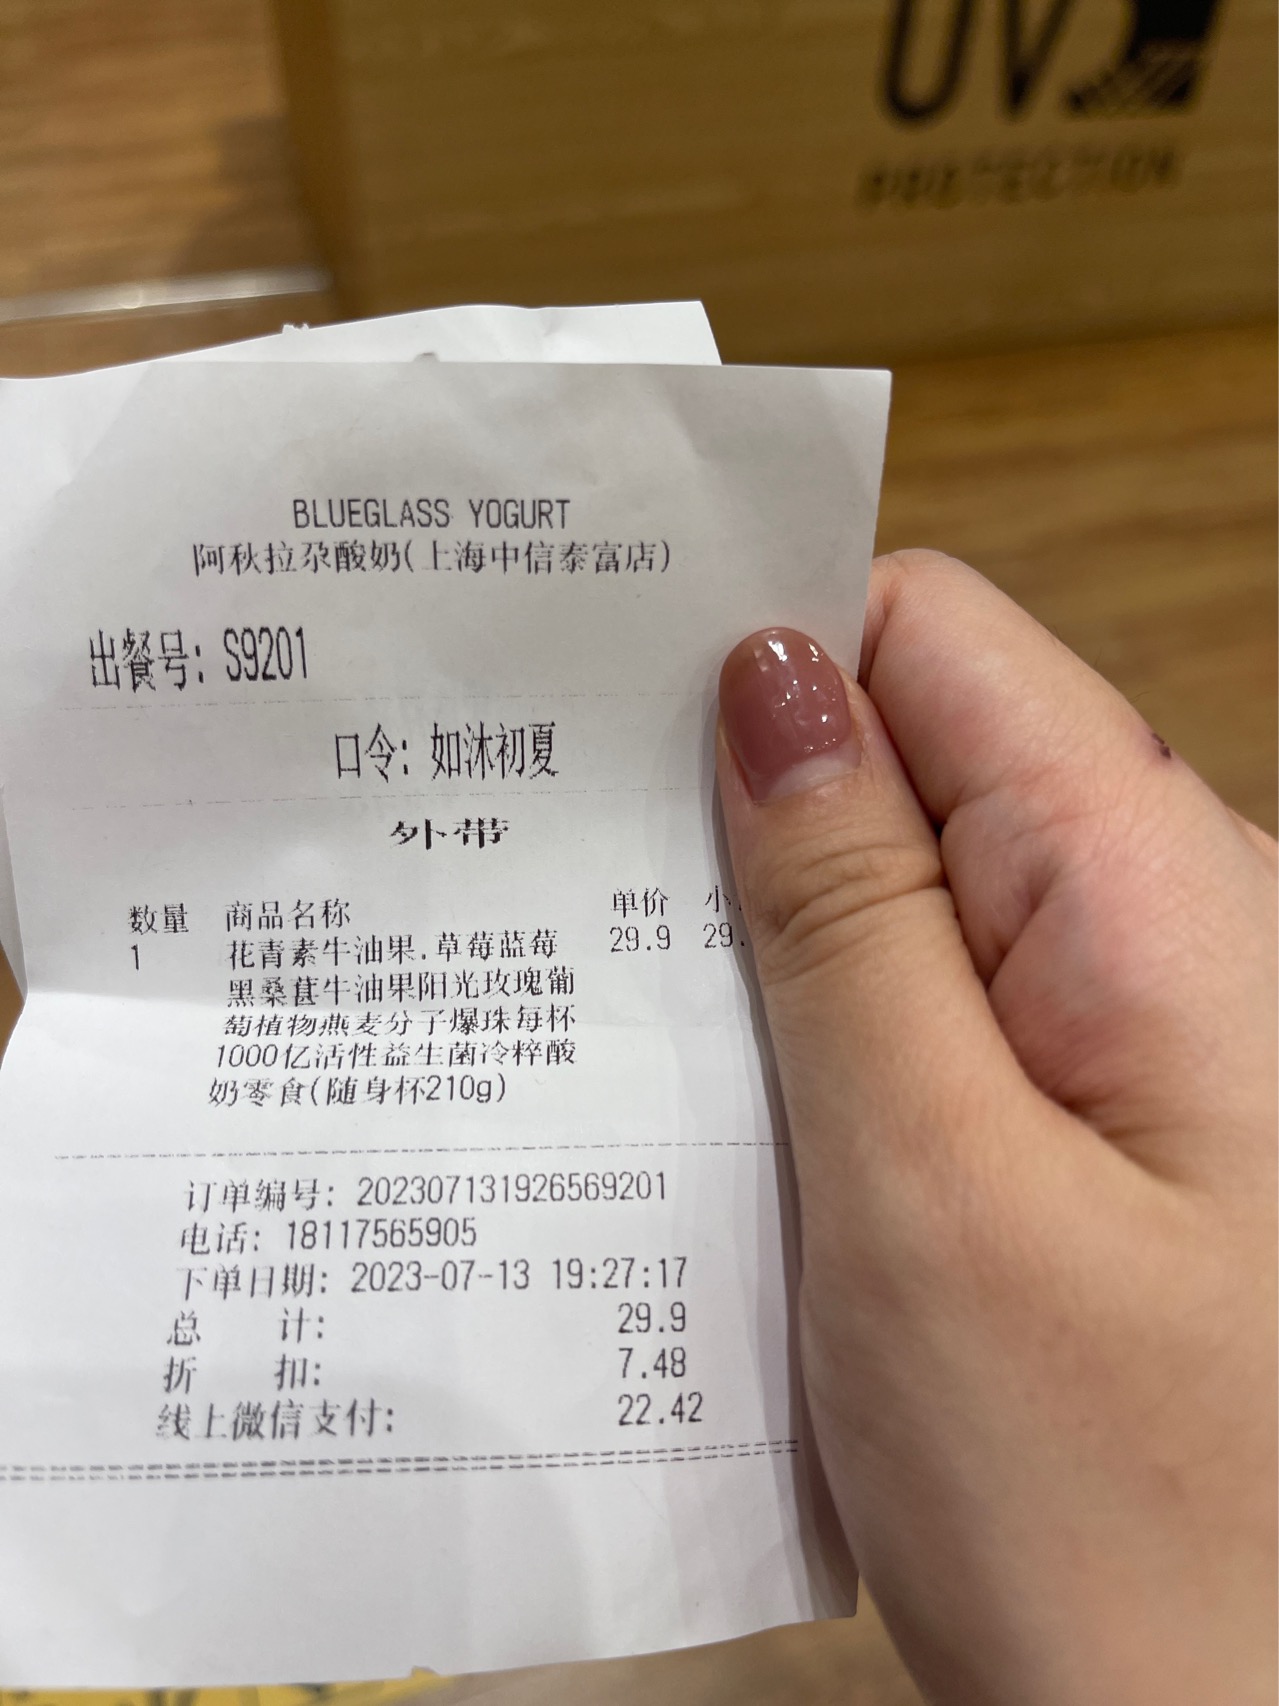 UV
PROTECTION
BLUEGLASS YOGURT
阿秋拉尕酸奶(上海中信泰富店)
出餐号: S9201
口令: 如沐初夏
外带
数量 商品名称 单价 小
1 花青素牛油果.草莓蓝莓 29.9 29.
黑桑葚牛油果阳光玫瑰葡
萄植物燕麦分子爆珠每杯
1000亿活性益生菌冷粹酸
奶零食(随身杯210g)
订单编号: 202307131926569201
电话: 18117565905
下单日期: 2023-07-13 19:27:17
总 计: 29.9
折 扣: 7.48
线上微信支付: 22.42